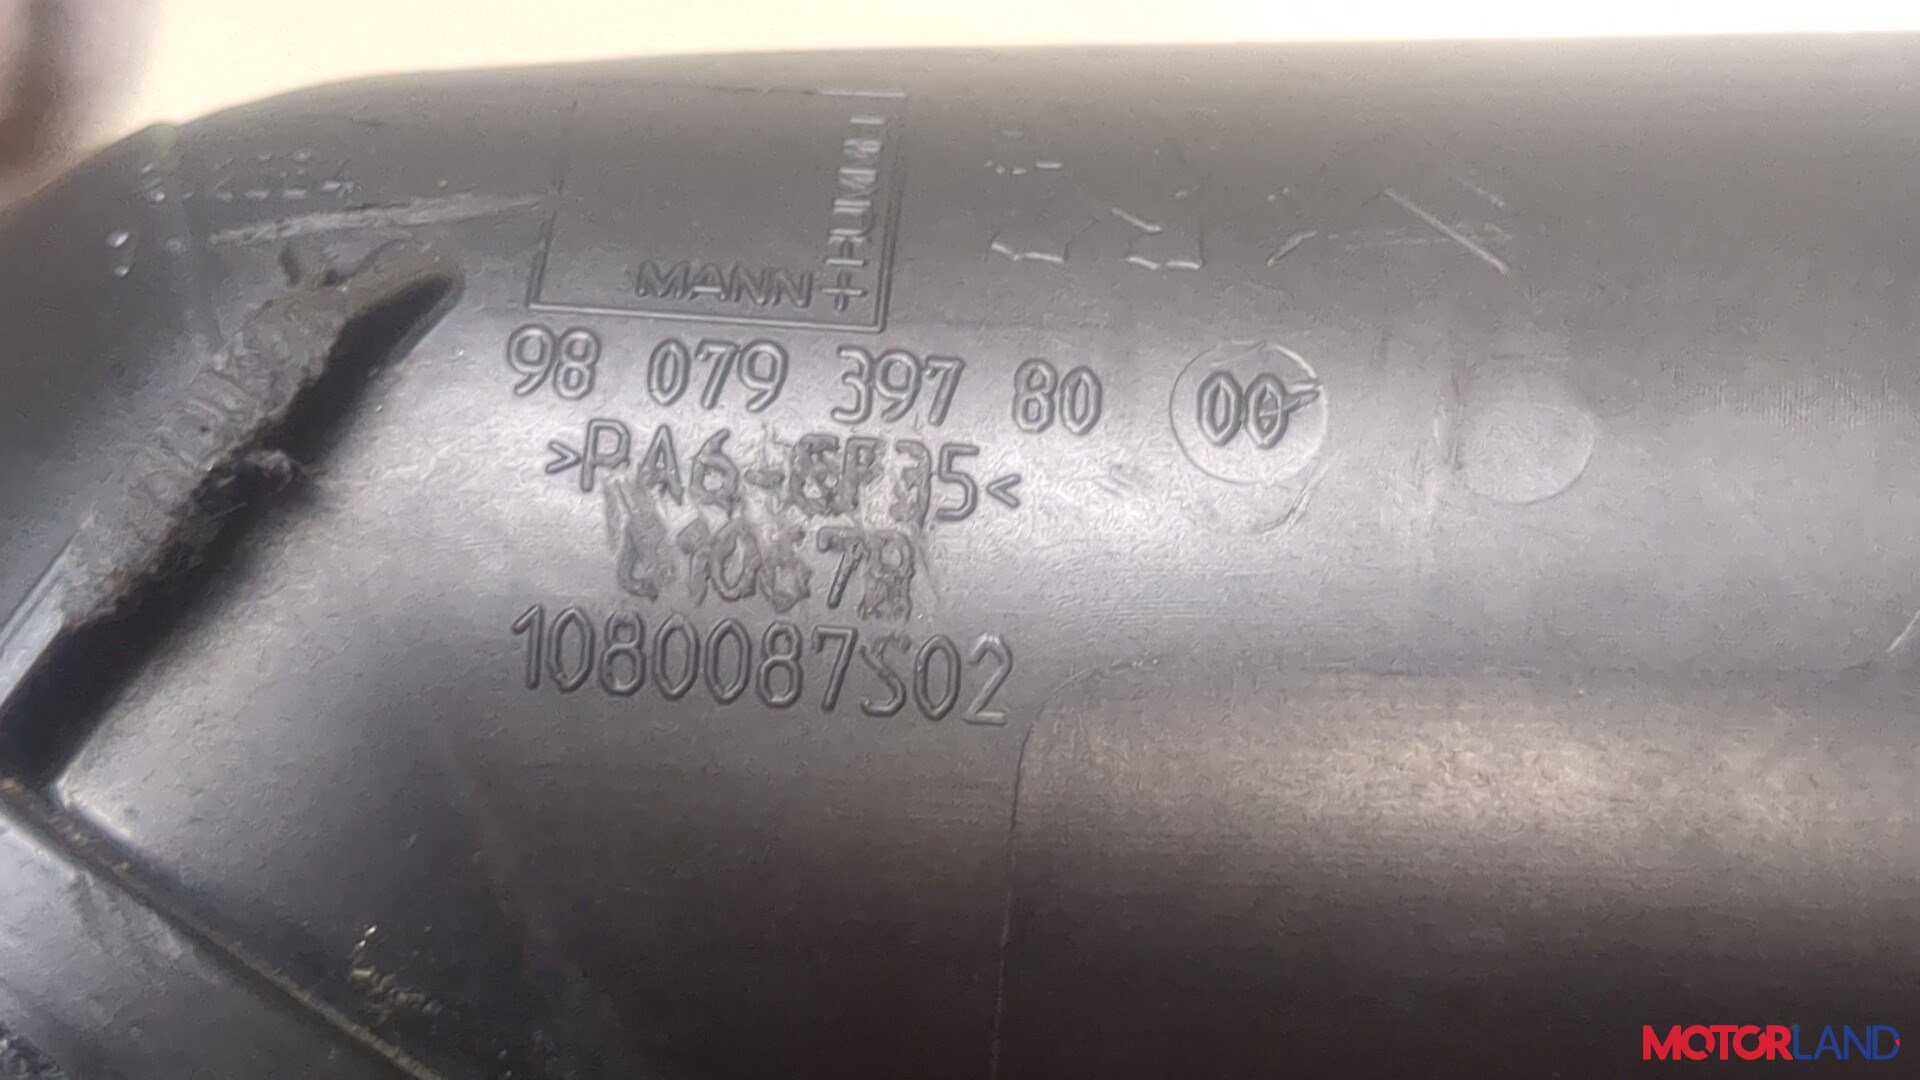 MANN+HUMMEL
98 079 397 80 00
>PA6-GF35<
1080087S02
MOTORLAND